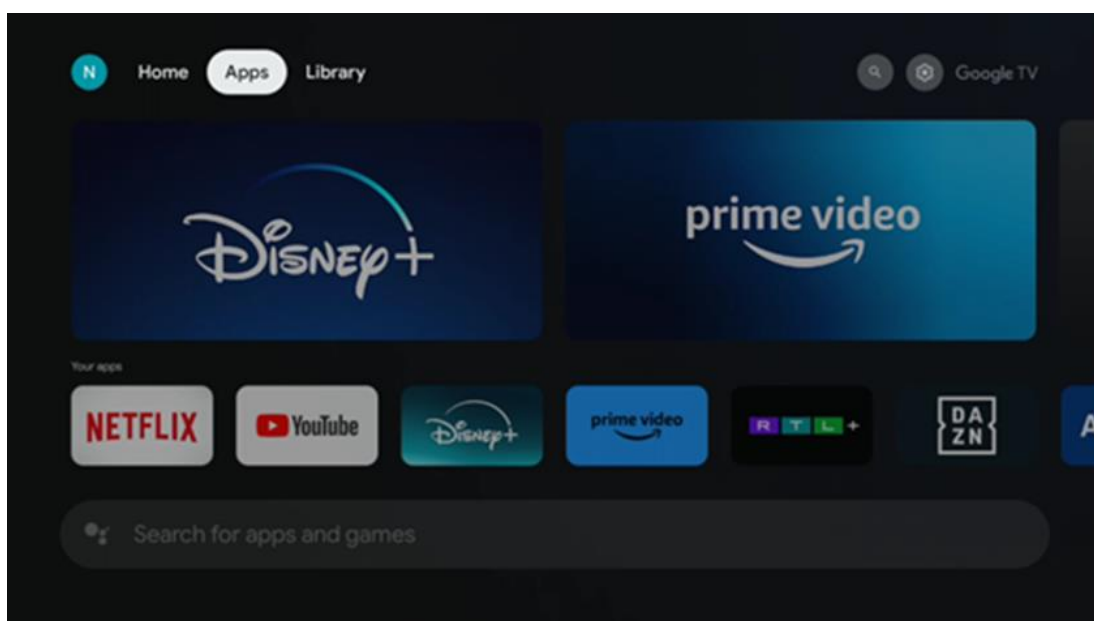 N Home Apps Library Google TV
Disney+ prime video
Your apps
NETFLIX YouTube Disney+ prime video RTL+ DAZN A
Search for apps and games